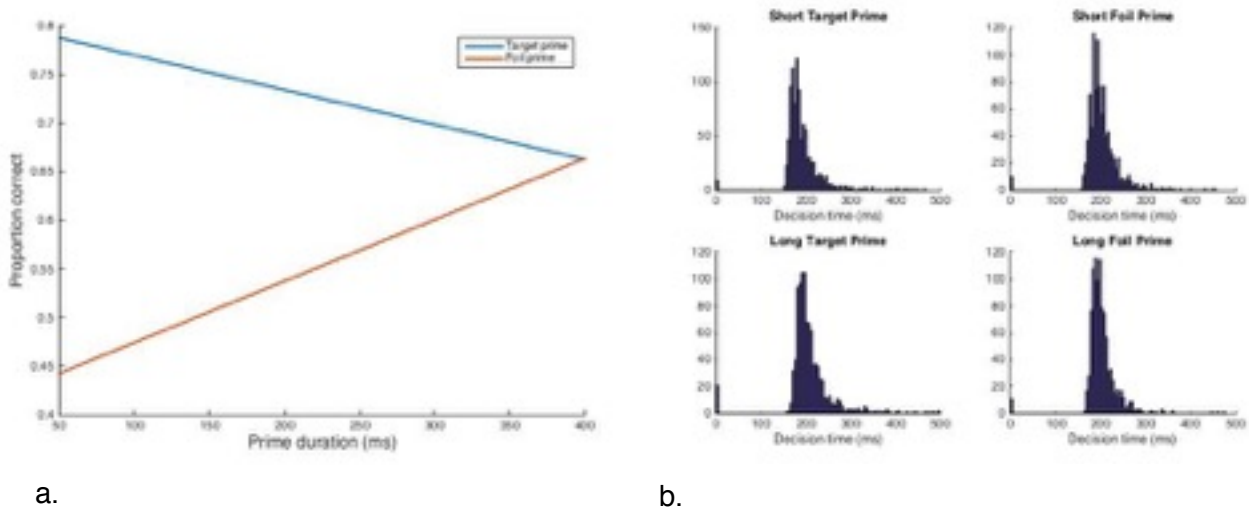 0.8
0.75
0.7
0.65
0.6
0.55
0.5
0.45
0.4
Proportion correct
Target prime
Foil prime
50 100 150 200 250 300 350 400
Prime duration (ms)
a.
Short Target Prime
150
100
50
0
0 100 200 300 400 500
Decision time (ms)
Short Foil Prime
120
100
80
60
40
20
0
0 100 200 300 400 500
Decision time (ms)
Long Target Prime
120
100
80
60
40
20
0
0 100 200 300 400 500
Decision time (ms)
Long Foil Prime
120
100
80
60
40
20
0
0 100 200 300 400 500
Decision time (ms)
b.